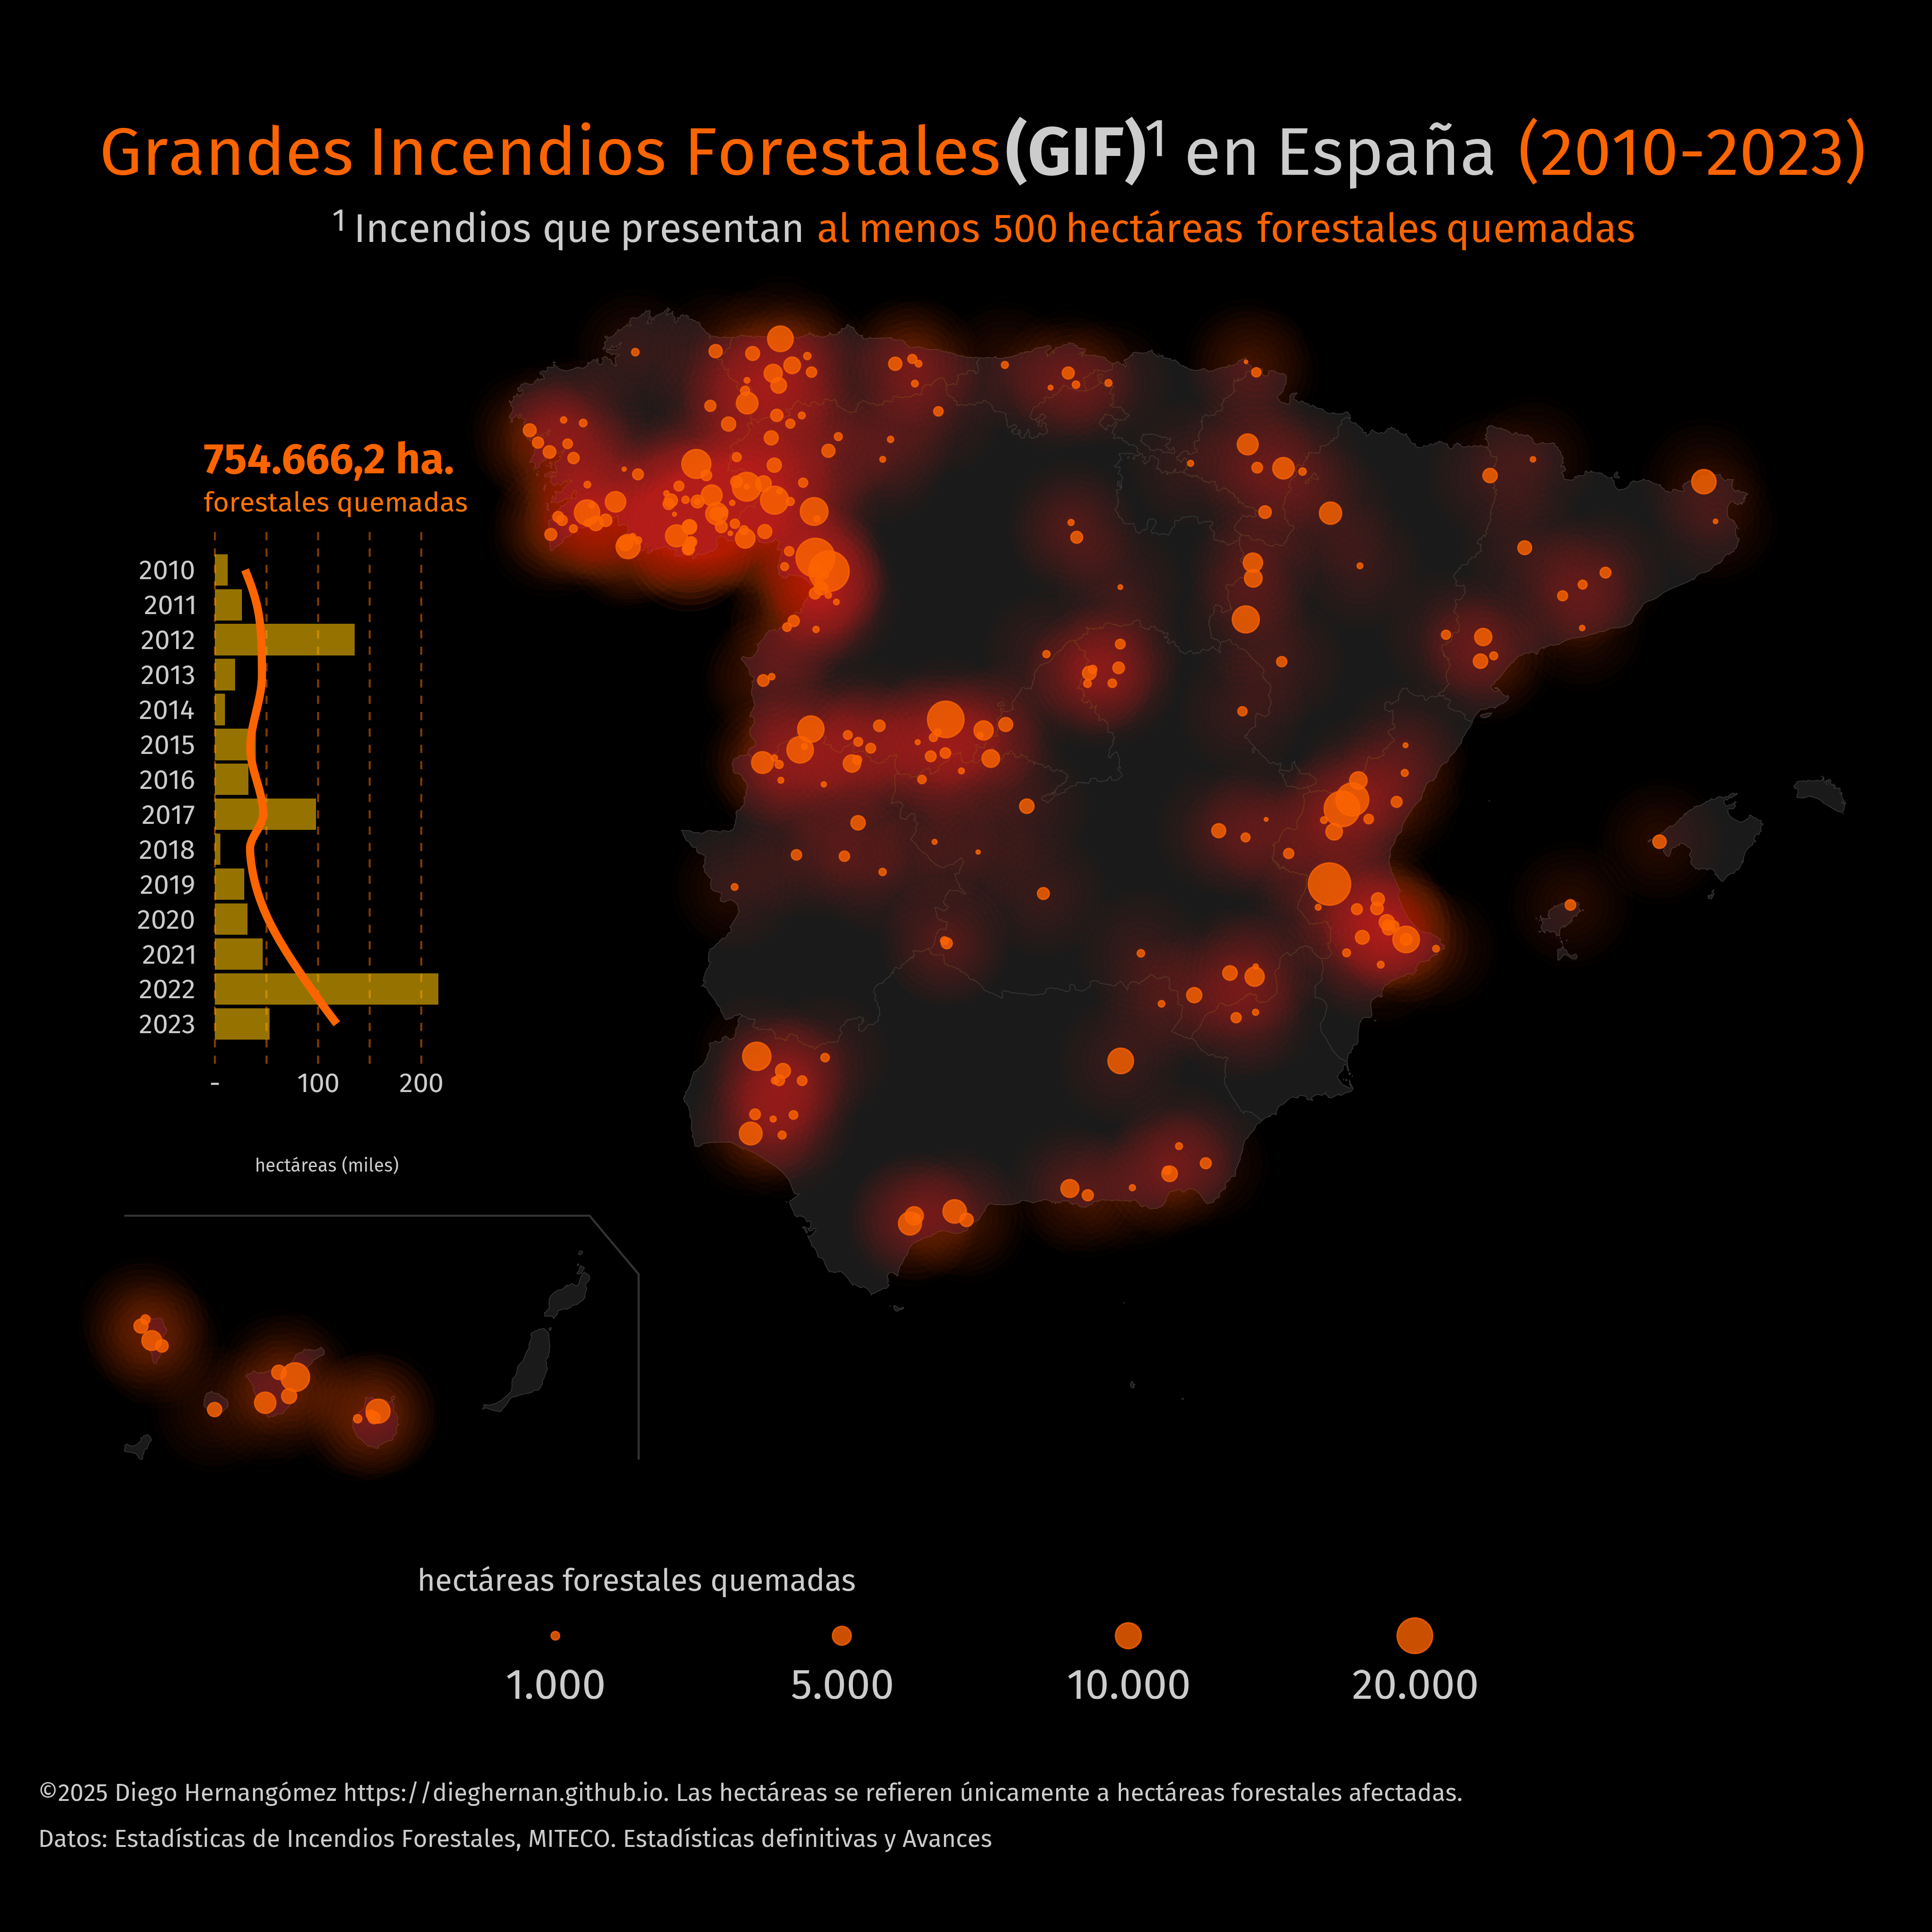 Grandes Incendios Forestales(GIF)¹ en España (2010-2023)
¹ Incendios que presentan al menos 500 hectáreas forestales quemadas
754.666,2 ha.
forestales quemadas
2010
2011
2012
2013
2014
2015
2016
2017
2018
2019
2020
2021
2022
2023
- 100 200
hectáreas (miles)
hectáreas forestales quemadas
1.000 5.000 10.000 20.000
©2025 Diego Hernangómez https://dieghernan.github.io. Las hectáreas se refieren únicamente a hectáreas forestales afectadas.
Datos: Estadísticas de Incendios Forestales, MITECO. Estadísticas definitivas y Avances